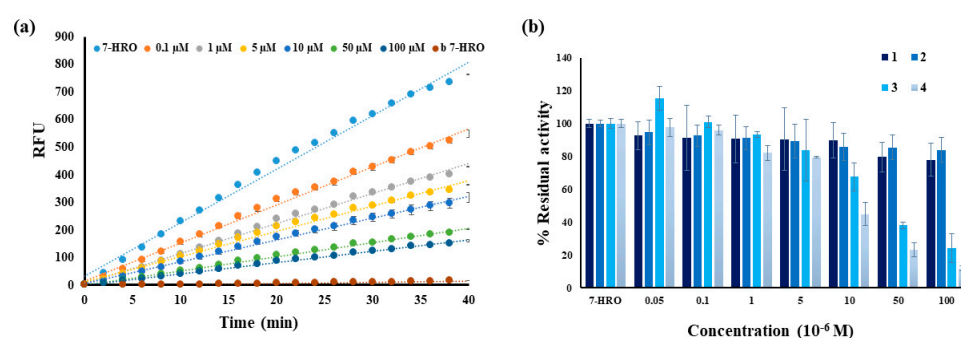 (a)
900
7-HRO 0.1 μM 1 μM 5 μM 10 μM 50 μM 100 μM b 7-HRO
800
700
600
500
400
300
200
100
0
RFU
0 5 10 15 20 25 30 35 40
Time (min)
(b)
140
120
100
80
60
40
20
0
% Residual activity
1 2
3 4
7-HRO 0.05 0.1 1 5 10 50 100
Concentration (10⁻⁶ M)